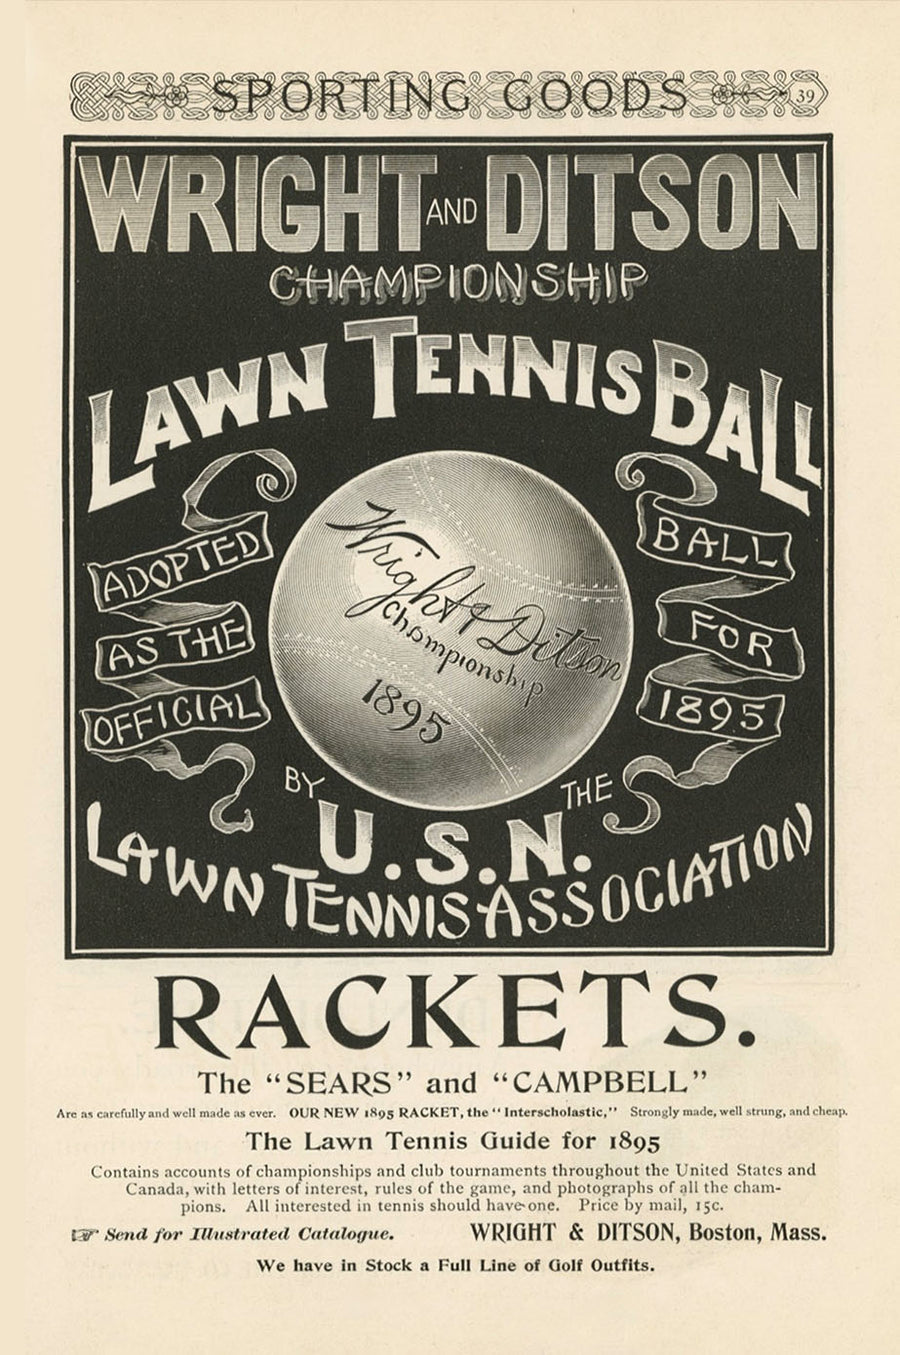 SPORTING GOODS 39
WRIGHT AND DITSON
CHAMPIONSHIP
LAWN TENNIS BALL
ADOPTED
AS THE
OFFICIAL
BALL
FOR
1895
Wright & Ditson
Championship
1895
BY THE
U.S.N.
LAWN TENNIS ASSOCIATION
RACKETS.
The “SEARS” and “CAMPBELL”
Are as carefully and well made as ever. OUR NEW 1895 RACKET, the “Interscholastic,” Strongly made, well strung, and cheap.
The Lawn Tennis Guide for 1895
Contains accounts of championships and club tournaments throughout the United States and
Canada, with letters of interest, rules of the game, and photographs of all the cham-
pions. All interested in tennis should have one. Price by mail, 15c.
☞ Send for Illustrated Catalogue. WRIGHT & DITSON, Boston, Mass.
We have in Stock a Full Line of Golf Outfits.